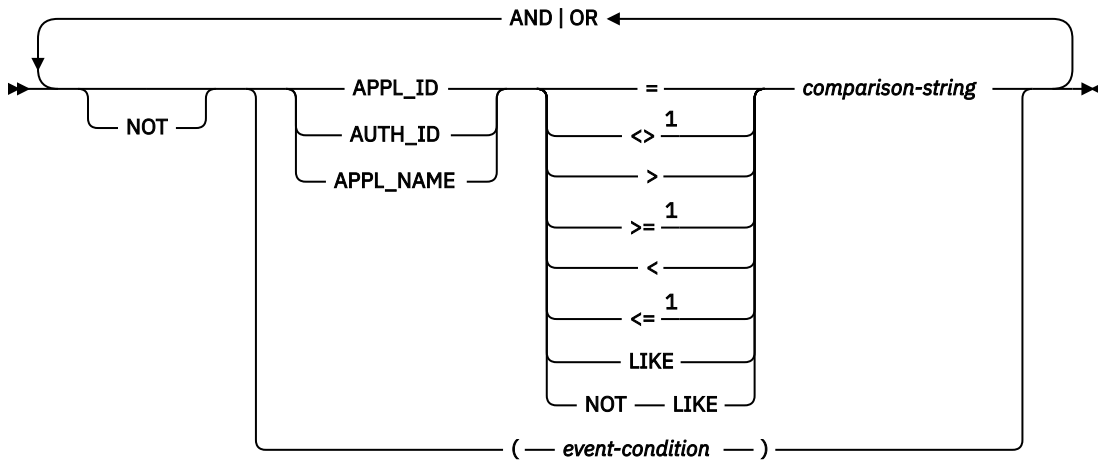 AND | OR
APPL_ID = comparison-string
NOT AUTH_ID <> 1
APPL_NAME >
>= 1
<
<= 1
LIKE
NOT LIKE
( event-condition )